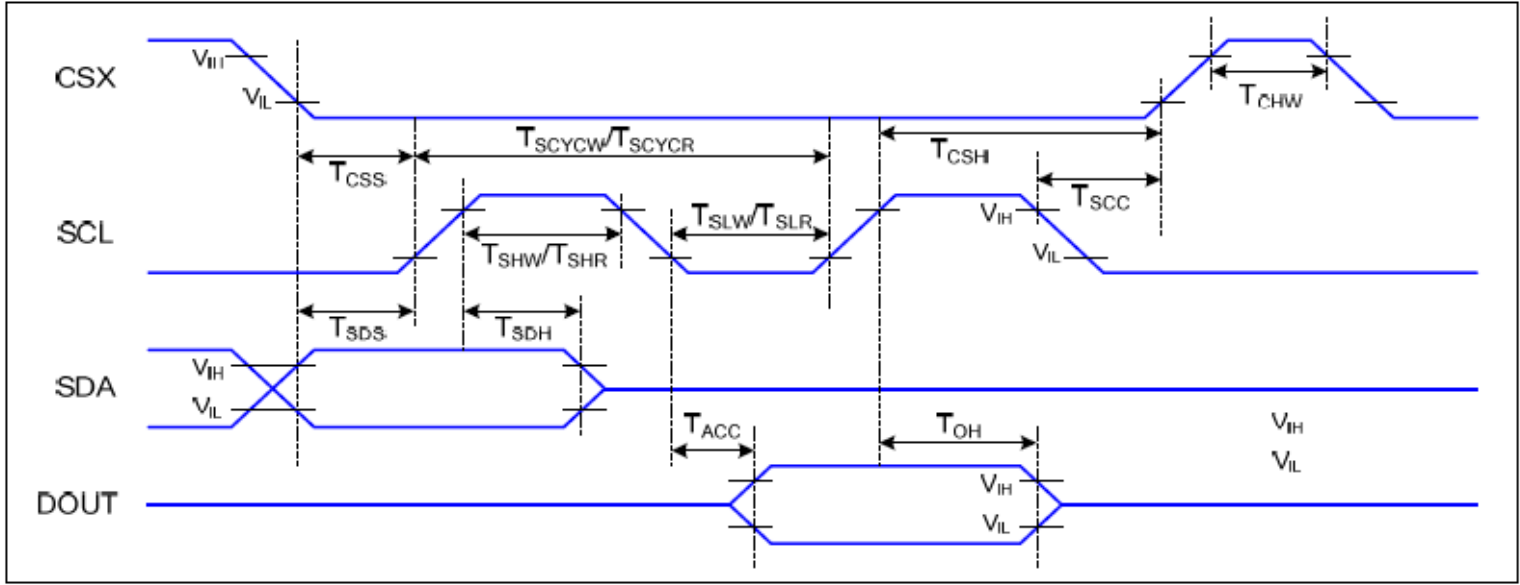 CSX
VIH
VIL
TCHW
TSCYCW/TSCYCR
TCSH
TCSS
TSCC
SCL
TSLW/TSLR
VIH
TSHW/TSHR
VIL
TSDS
TSDH
SDA
VIH
VIL
TACC
TOH
VIH
VIL
DOUT
VIH
VIL